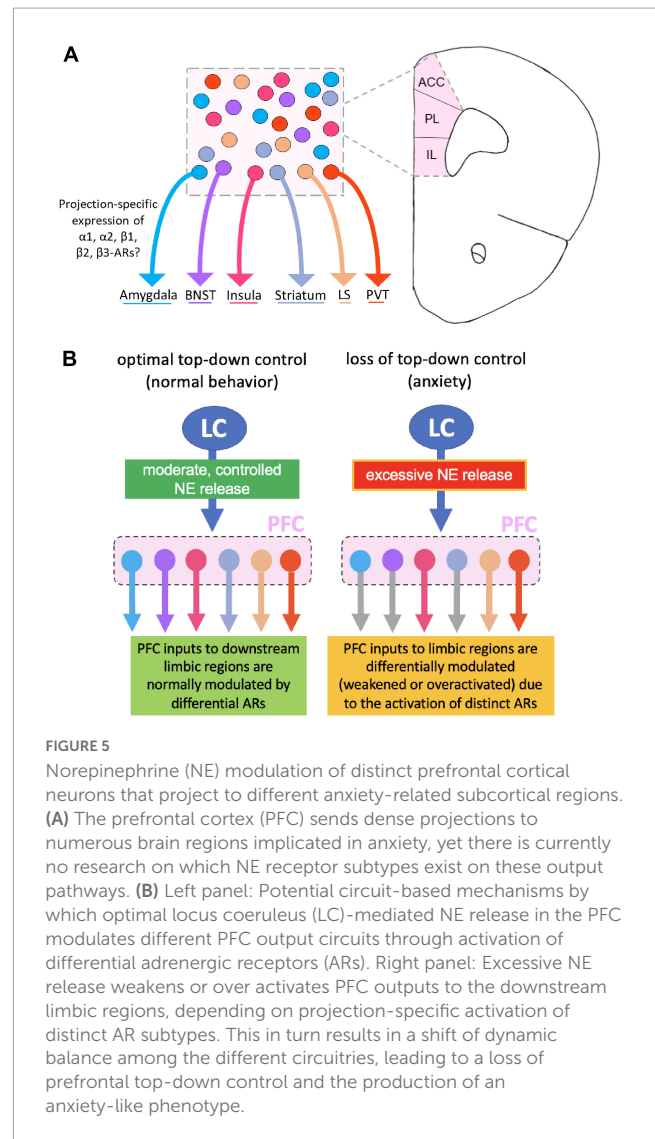 A
ACC
PL
IL
Projection-specific
expression of
α1, α2, β1,
β2, β3-ARs?
Amygdala BNST Insula Striatum LS PVT
B
optimal top-down control
(normal behavior)
LC
moderate, controlled
NE release
PFC
PFC inputs to downstream
limbic regions are
normally modulated by
differential ARs
loss of top-down control
(anxiety)
LC
excessive NE release
PFC
PFC inputs to limbic regions are
differentially modulated
(weakened or overactivated) due
to the activation of distinct ARs
FIGURE 5
Norepinephrine (NE) modulation of distinct prefrontal cortical
neurons that project to different anxiety-related subcortical regions.
(A) The prefrontal cortex (PFC) sends dense projections to
numerous brain regions implicated in anxiety, yet there is currently
no research on which NE receptor subtypes exist on these output
pathways. (B) Left panel: Potential circuit-based mechanisms by
which optimal locus coeruleus (LC)-mediated NE release in the PFC
modulates different PFC output circuits through activation of
differential adrenergic receptors (ARs). Right panel: Excessive NE
release weakens or over activates PFC outputs to the downstream
limbic regions, depending on projection-specific activation of
distinct AR subtypes. This in turn results in a shift of dynamic
balance among the different circuitries, leading to a loss of
prefrontal top-down control and the production of an
anxiety-like phenotype.